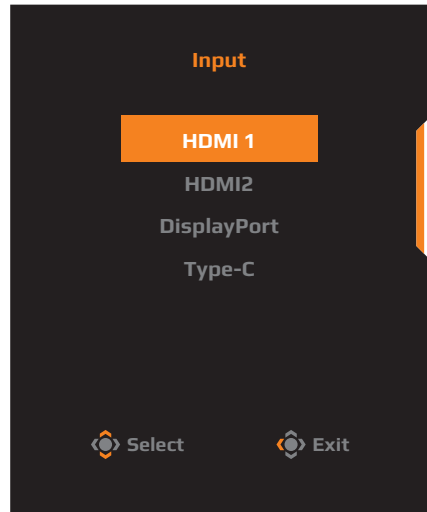 Input
HDMI 1
HDMI2
DisplayPort
Type-C
Select Exit